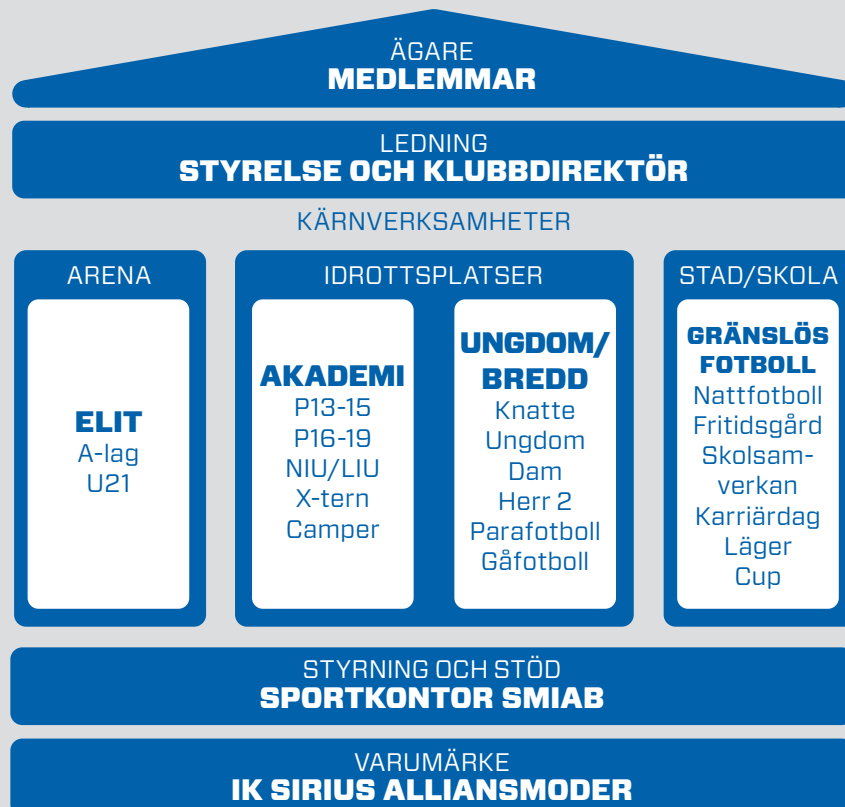 ÄGARE
MEDLEMMAR
LEDNING
STYRELSE OCH KLUBBDIREKTÖR
KÄRNVERKSAMHETER
ARENA
ELIT
A-lag
U21
IDROTTSPLATSER
AKADEMI
P13-15
P16-19
NIU/LIU
X-tern
Camper
UNGDOM/
BREDD
Knatte
Ungdom
Dam
Herr 2
Parafotboll
Gåfotboll
STAD/SKOLA
GRÄNSLÖS
FOTBOLL
Nattfotboll
Fritidsgård
Skolsam-
verkan
Karriärdag
Läger
Cup
STYRNING OCH STÖD
SPORTKONTOR SMIAB
VARUMÄRKE
IK SIRIUS ALLIANSMODER